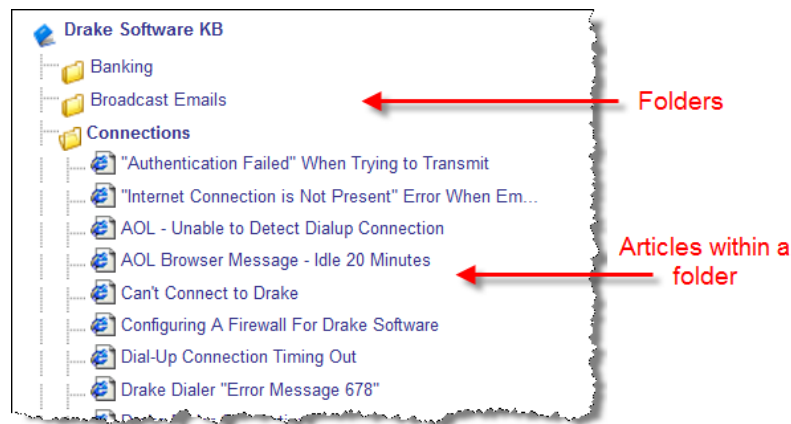 Drake Software KB
Banking
Broadcast Emails
Folders
Connections
"Authentication Failed" When Trying to Transmit
"Internet Connection is Not Present" Error When Em...
AOL - Unable to Detect Dialup Connection
AOL Browser Message - Idle 20 Minutes
Articles within a
folder
Can't Connect to Drake
Configuring A Firewall For Drake Software
Dial-Up Connection Timing Out
Drake Dialer "Error Message 678"